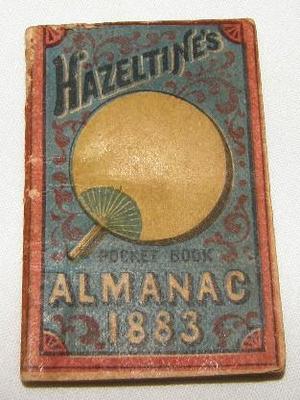 HAZELTINE'S
POCKET BOOK
ALMANAC
1883